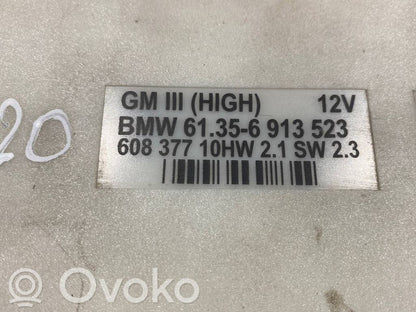 GM III (HIGH) 12V
BMW 61.35-6 913 523
20
608 377 10HW 2.1 SW 2.3
© Ovoko